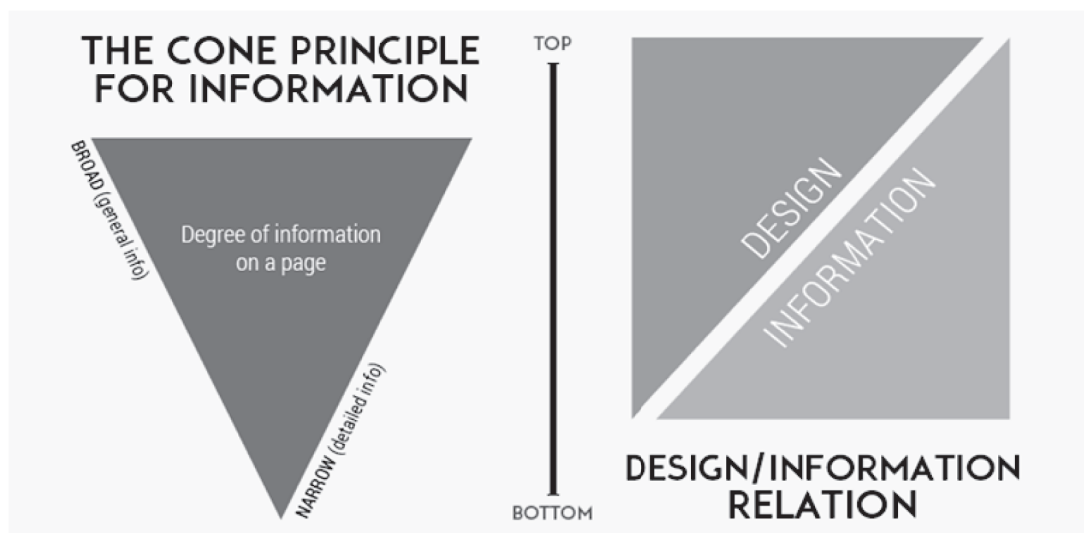 THE CONE PRINCIPLE
FOR INFORMATION
BROAD (general info)
Degree of information
on a page
NARROW (detailed info)
TOP
BOTTOM
DESIGN
INFORMATION
DESIGN/INFORMATION
RELATION